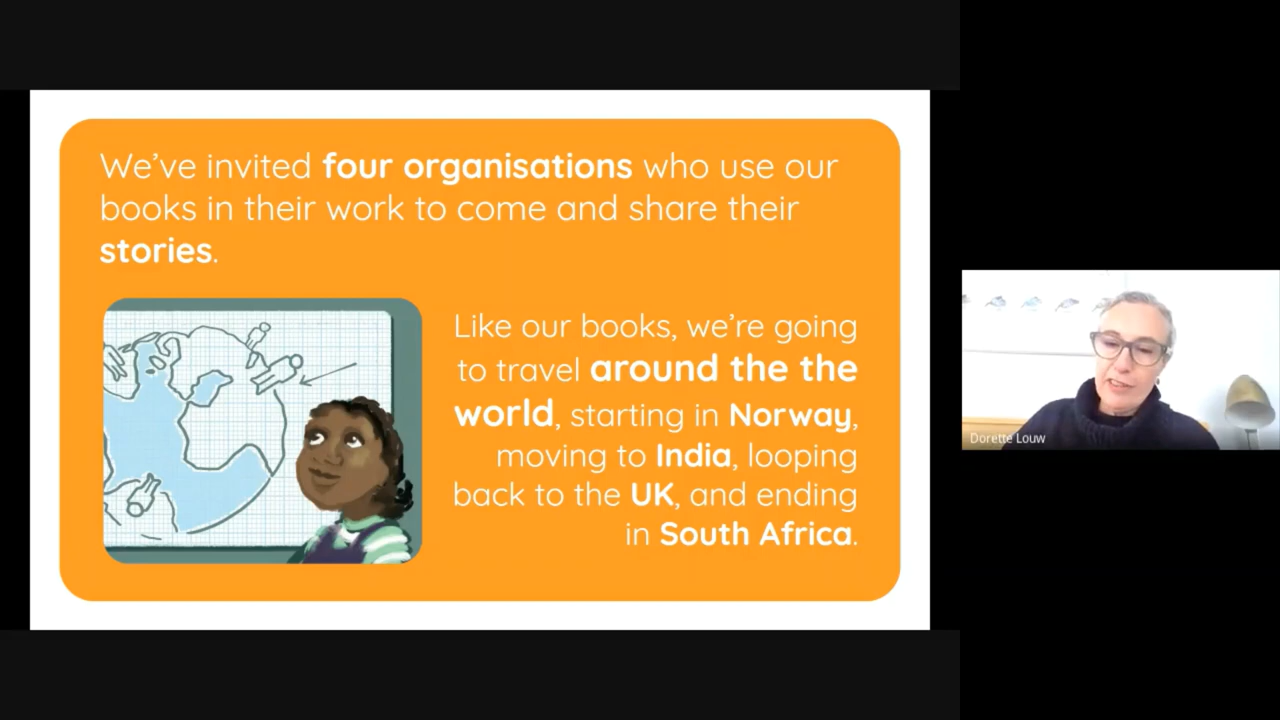 We’ve invited four organisations who use our
books in their work to come and share their
stories.
Like our books, we’re going
to travel around the the
world, starting in Norway,
moving to India, looping
back to the UK, and ending
in South Africa.
Dorette Louw